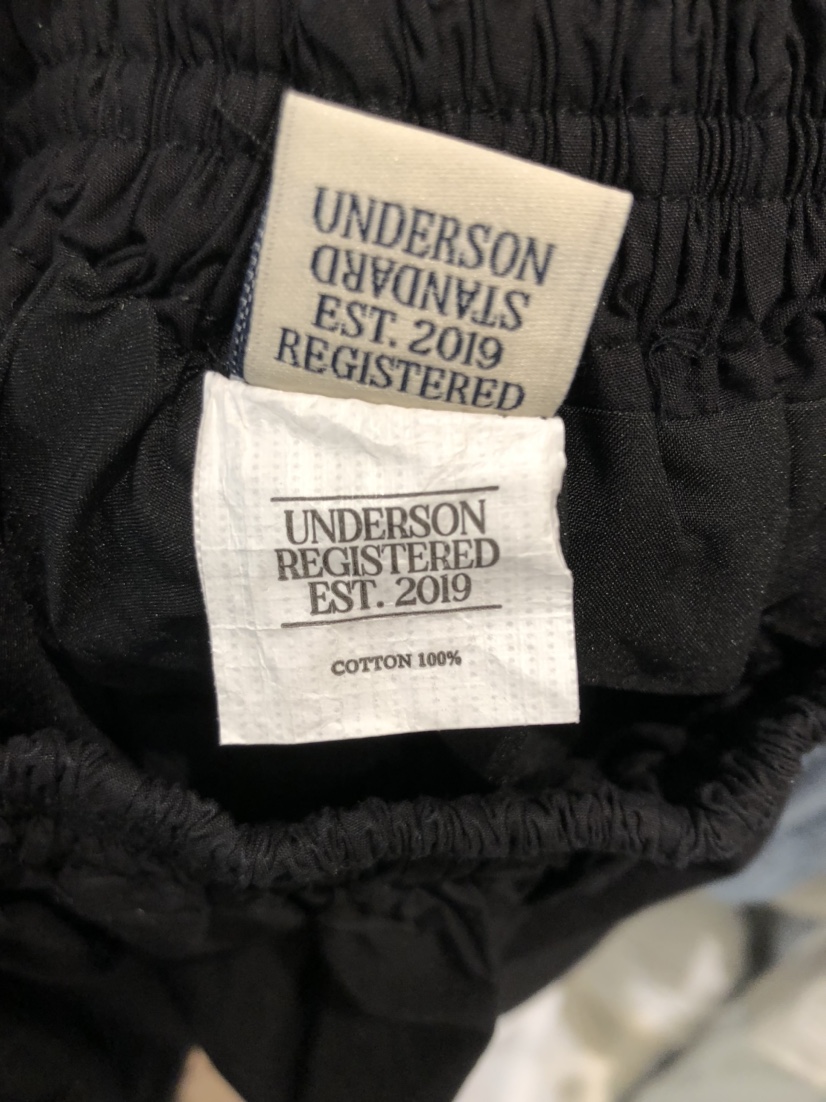 UNDERSON
STANDARD
EST. 2019
REGISTERED
UNDERSON
REGISTERED
EST. 2019
COTTON 100%